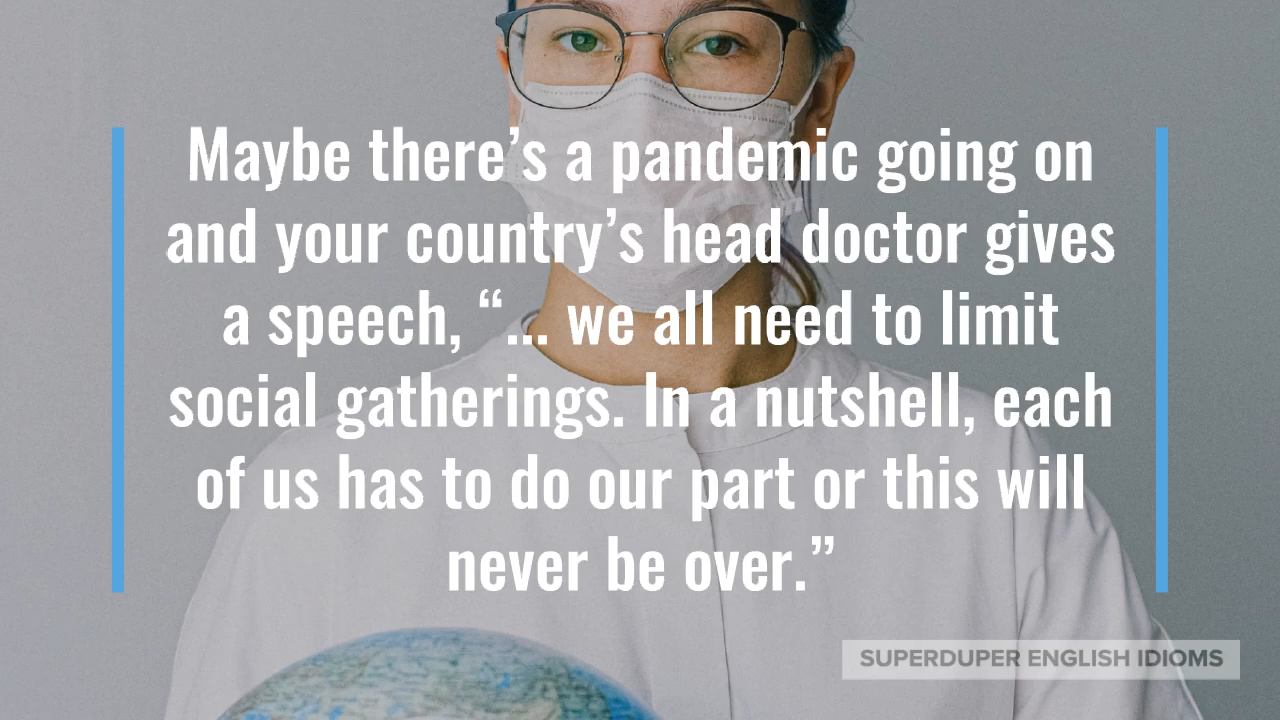 Maybe there’s a pandemic going on
and your country’s head doctor gives
a speech, “... we all need to limit
social gatherings. In a nutshell, each
of us has to do our part or this will
never be over.”
SUPERDUPER ENGLISH IDIOMS